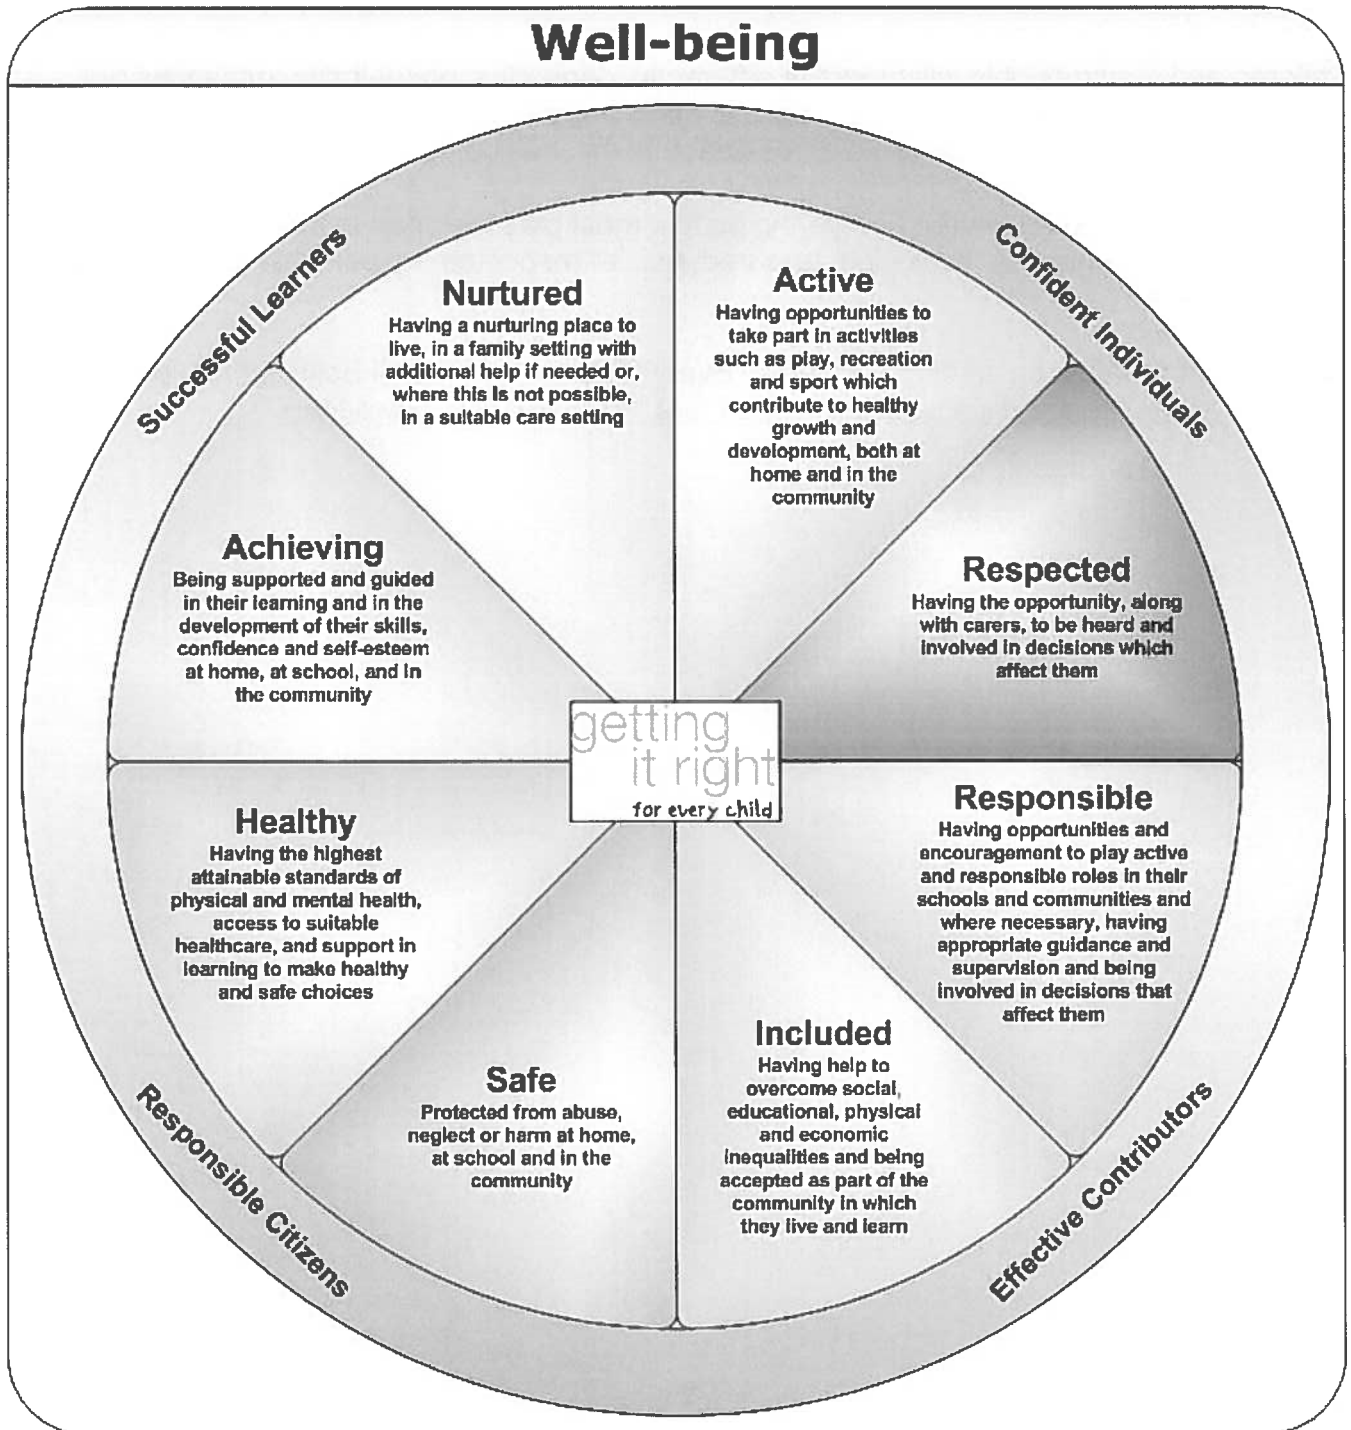 Well-being
Successful Learners
Confident Individuals
Nurtured
Having a nurturing place to
live, in a family setting with
additional help if needed or,
where this is not possible,
in a suitable care setting
Active
Having opportunities to
take part in activities
such as play, recreation
and sport which
contribute to healthy
growth and
development, both at
home and in the
community
Achieving
Being supported and guided
in their learning and in the
development of their skills,
confidence and self-esteem
at home, at school, and in
the community
Respected
Having the opportunity, along
with carers, to be heard and
involved in decisions which
affect them
getting
it right
for every child
Healthy
Having the highest
attainable standards of
physical and mental health,
access to suitable
healthcare, and support in
learning to make healthy
and safe choices
Responsible
Having opportunities and
encouragement to play active
and responsible roles in their
schools and communities and
where necessary, having
appropriate guidance and
supervision and being
involved in decisions that
affect them
Safe
Protected from abuse,
neglect or harm at home,
at school and in the
community
Included
Having help to
overcome social,
educational, physical
and economic
inequalities and being
accepted as part of the
community in which
they live and learn
Responsible Citizens
Effective Contributors